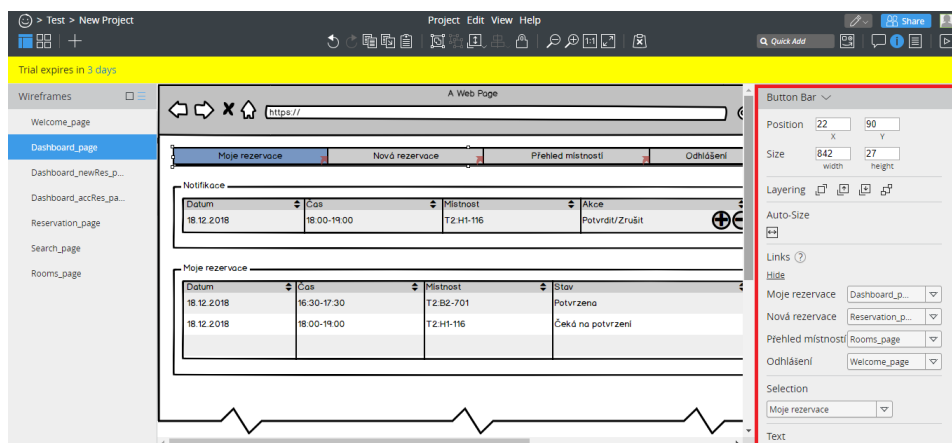 > Test > New Project
Project Edit View Help
Share
1:1
Quick Add
Trial expires in 3 days
Wireframes
Welcome_page
Dashboard_page
Dashboard_newRes_p...
Dashboard_accRes_pa...
Reservation_page
Search_page
Rooms_page
A Web Page
https://
Moje rezervace Nová rezervace Přehled místností Odhlášení
Notifikace
Datum Čas Místnost Akce
18.12.2018 18:00-19:00 T2:H1-116 Potvrdit/Zrušit
Moje rezervace
Datum Čas Místnost Stav
18.12.2018 16:30-17:30 T2:B2-701 Potvrzena
18.12.2018 18:00-19:00 T2:H1-116 Čeká na potvrzení
Button Bar
Position 22 90
X Y
Size 842 27
width height
Layering
Auto-Size
Links ?
Hide
Moje rezervace Dashboard_p...
Nová rezervace Reservation_p...
Přehled místností Rooms_page
Odhlášení Welcome_page
Selection
Moje rezervace
Text